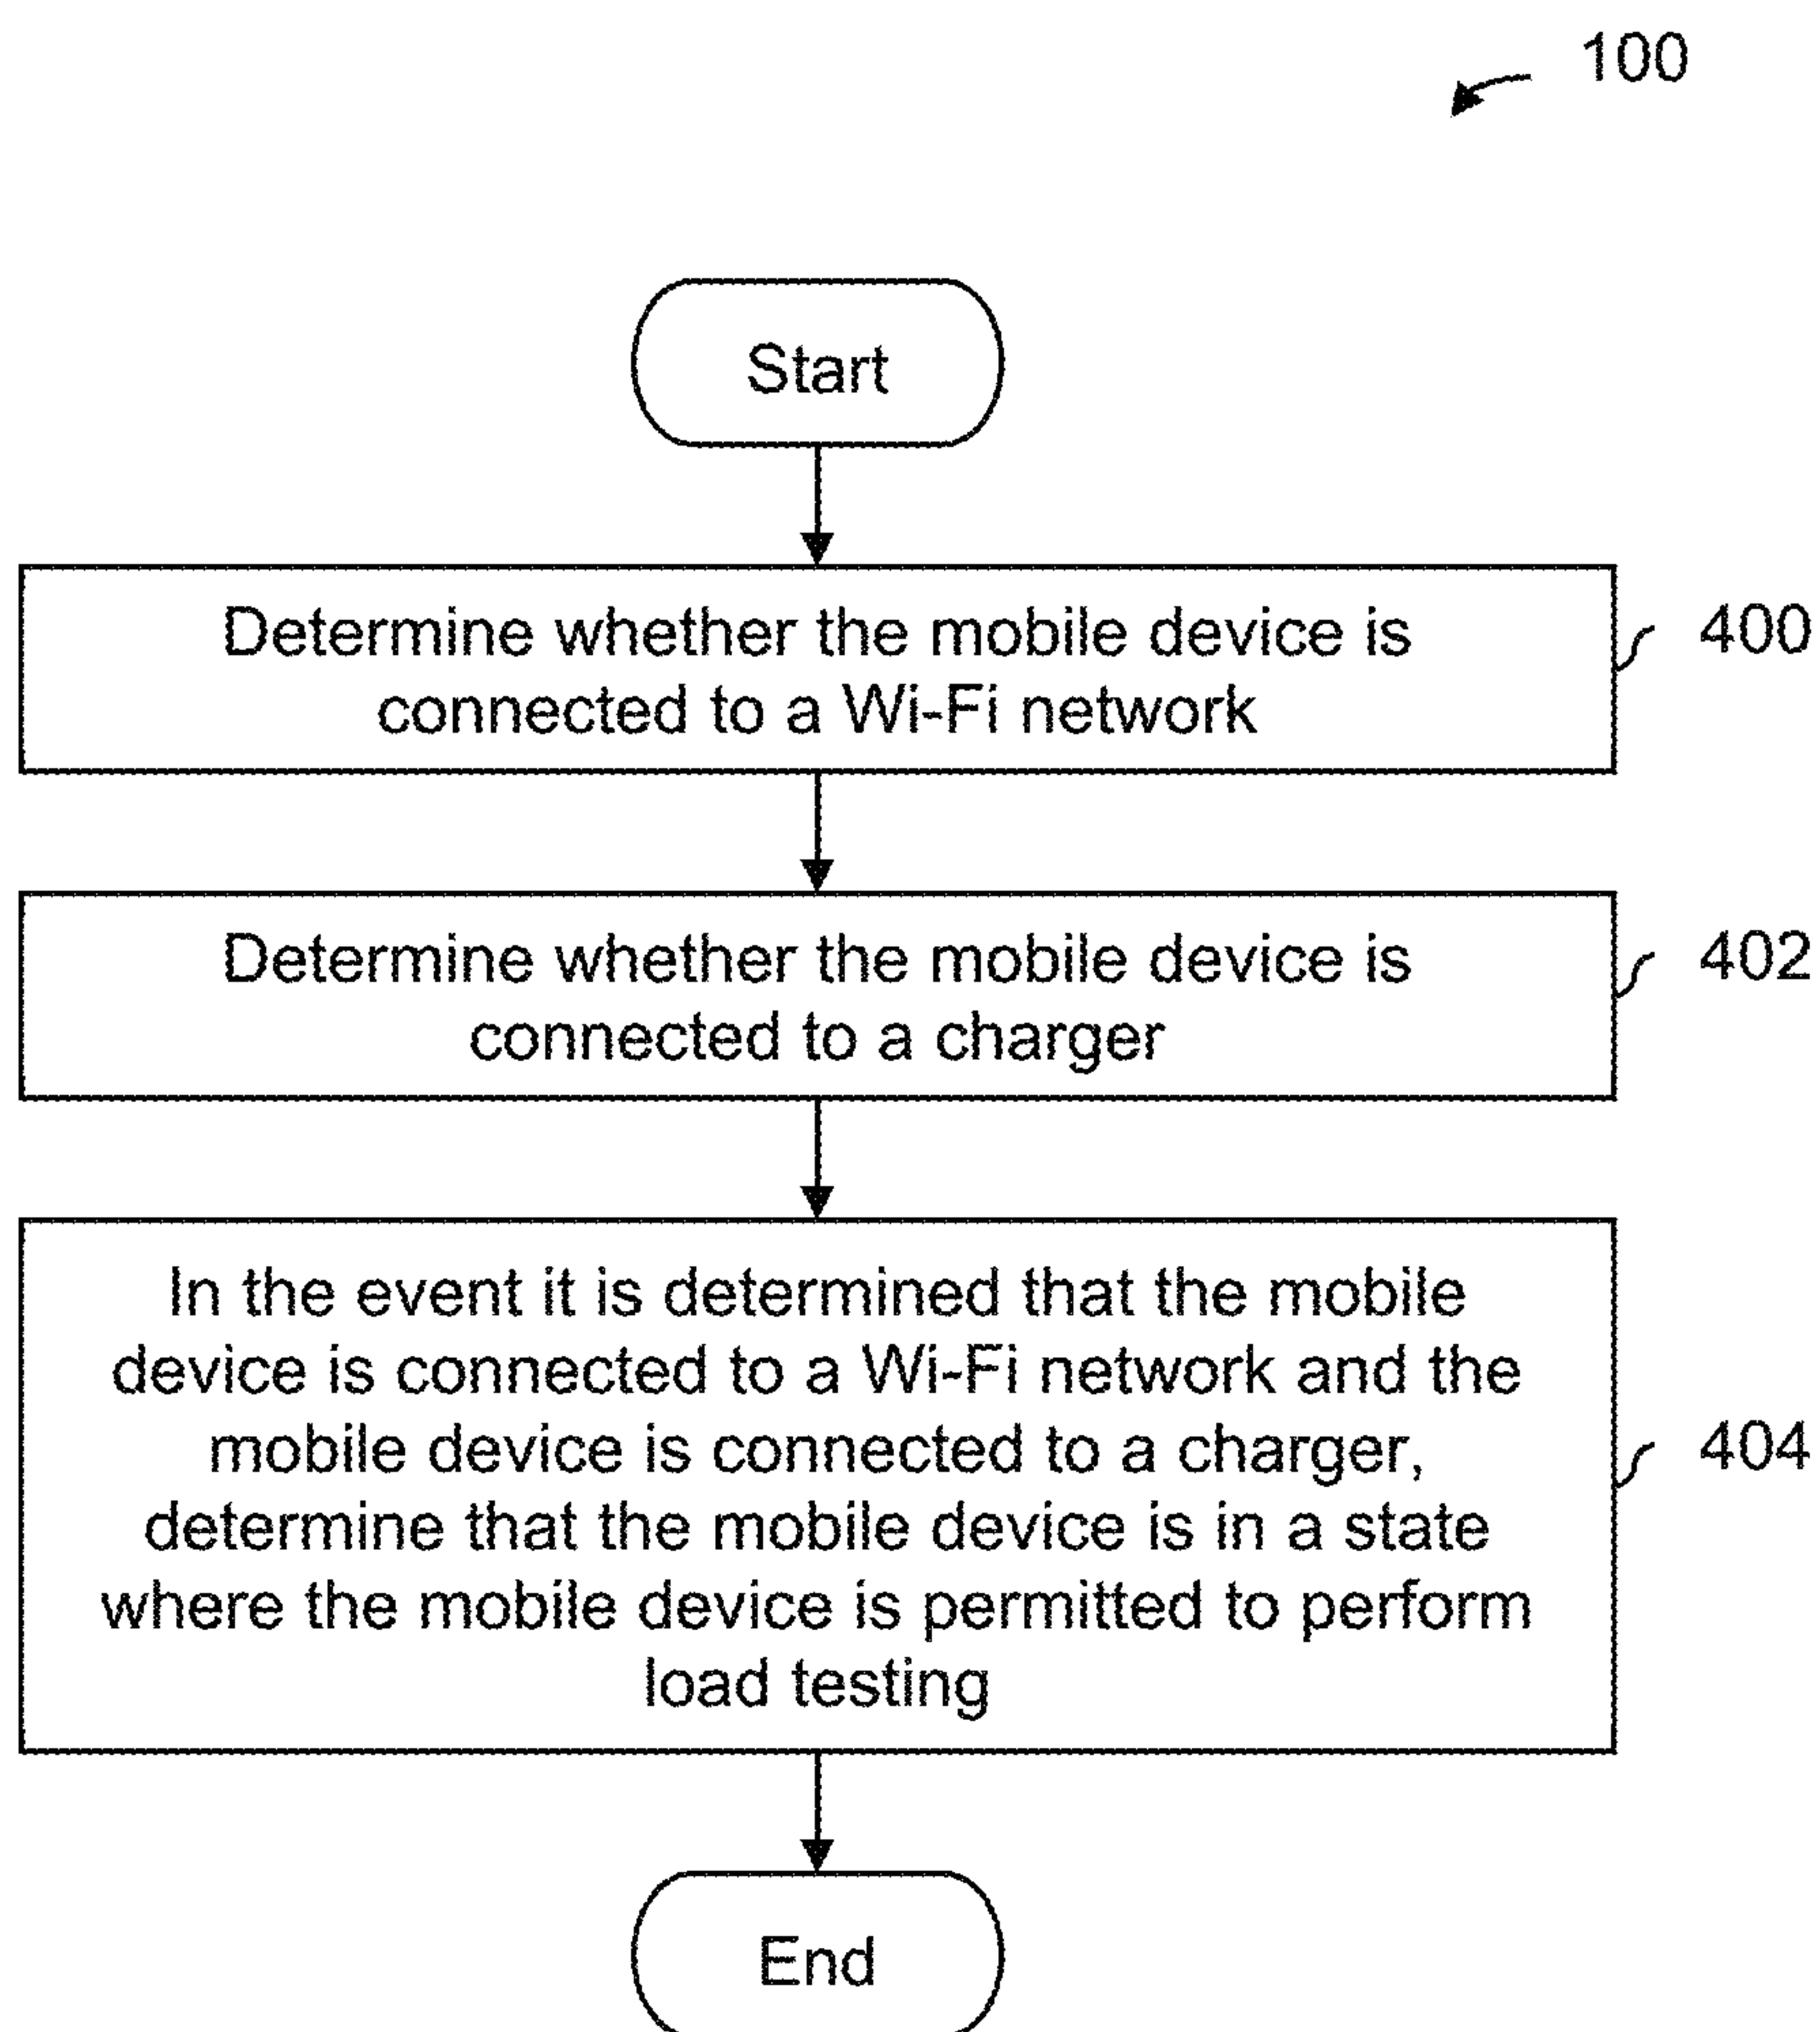 100
Start
Determine whether the mobile device is
connected to a Wi-Fi network
400
Determine whether the mobile device is
connected to a charger
402
In the event it is determined that the mobile
device is connected to a Wi-Fi network and the
mobile device is connected to a charger,
determine that the mobile device is in a state
where the mobile device is permitted to perform
load testing
404
End